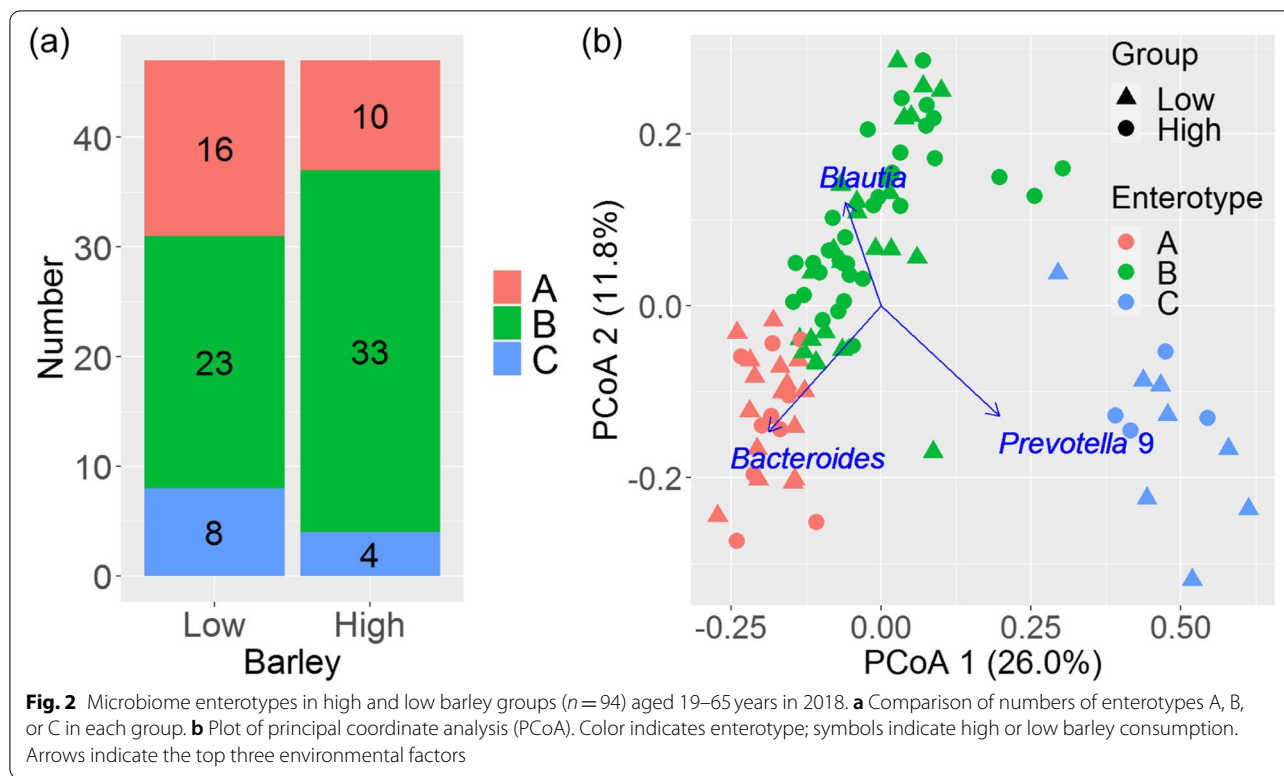 (a)
40
30
20
10
0
Number
16
10
23
33
8
4
Low High
Barley
A
B
C
(b)
0.2
0.0
-0.2
PCoA 2 (11.8%)
Group
Low
High
Enterotype
A
B
C
Blautia
Bacteroides
Prevotella 9
-0.25 0.00 0.25 0.50
PCoA 1 (26.0%)
Fig. 2 Microbiome enterotypes in high and low barley groups (n = 94) aged 19–65 years in 2018. a Comparison of numbers of enterotypes A, B,
or C in each group. b Plot of principal coordinate analysis (PCoA). Color indicates enterotype; symbols indicate high or low barley consumption.
Arrows indicate the top three environmental factors